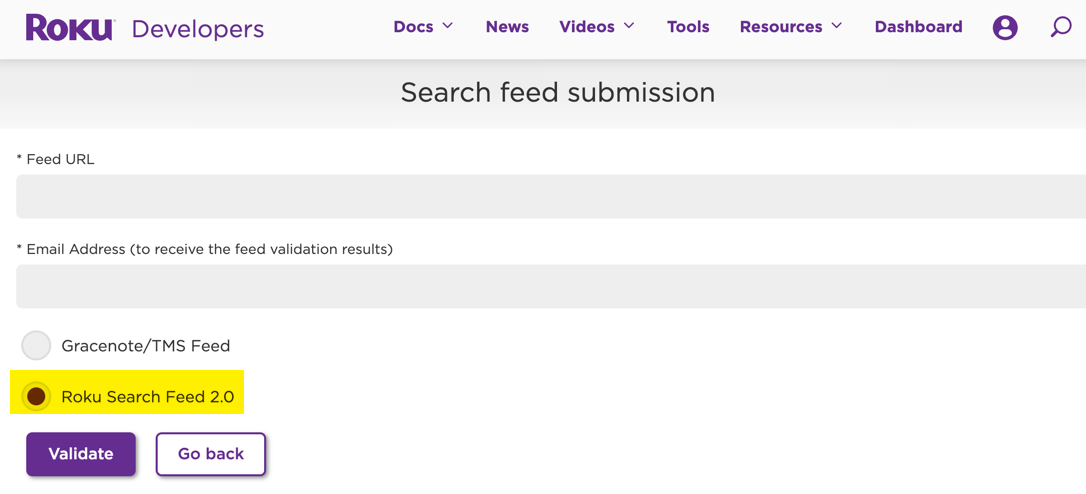 Roku Developers Docs News Videos Tools Resources Dashboard
Search feed submission
* Feed URL
* Email Address (to receive the feed validation results)
Gracenote/TMS Feed
Roku Search Feed 2.0
Validate Go back